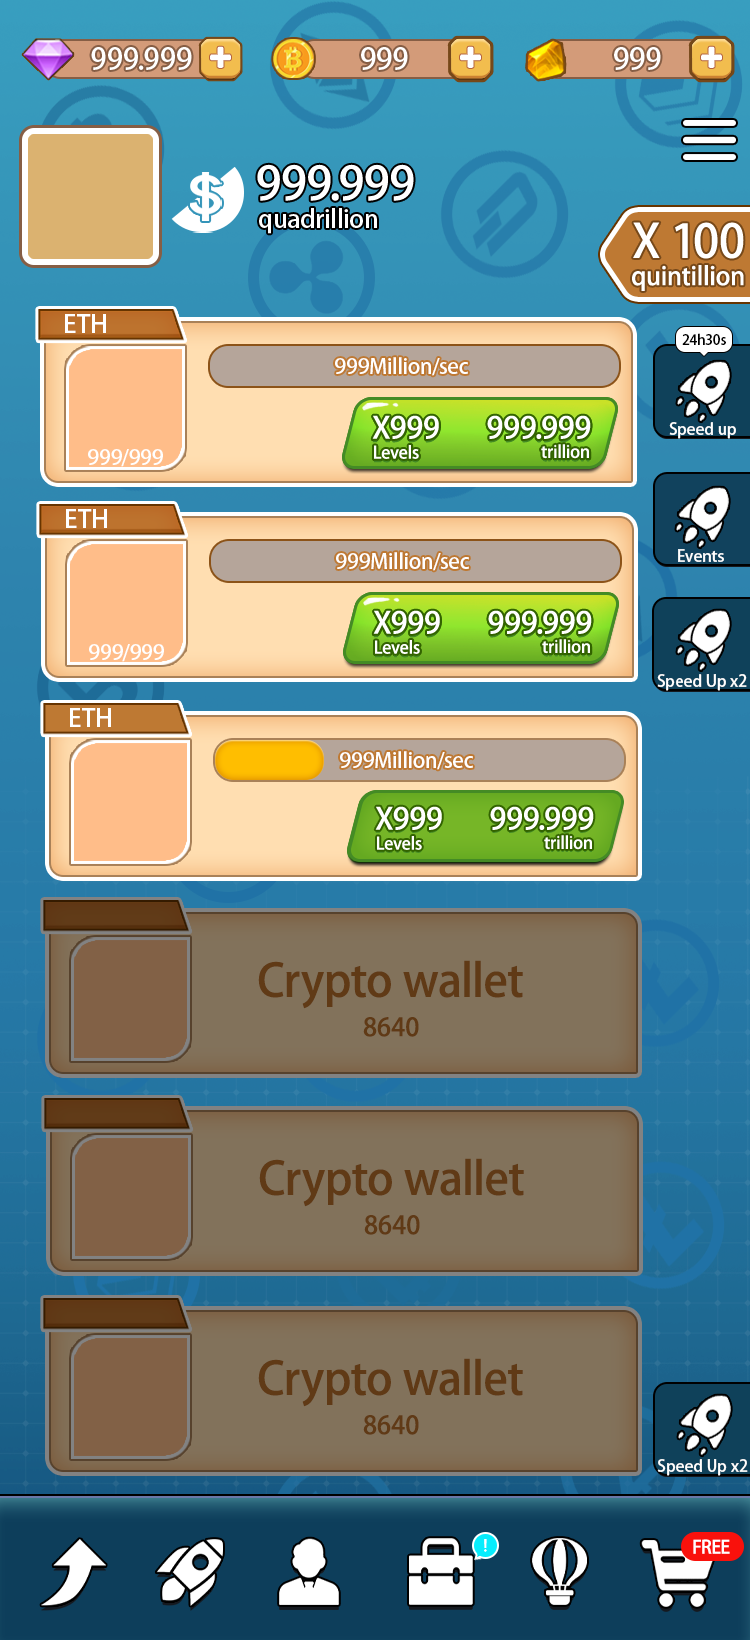 999.999
999
999
999.999
quadrillion
X 100
quintillion
ETH
999Million/sec
X999 999.999
Levels trillion
999/999
24h30s
Speed up
ETH
999Million/sec
X999 999.999
Levels trillion
999/999
Events
Speed Up x2
ETH
999Million/sec
X999 999.999
Levels trillion
Crypto wallet
8640
Crypto wallet
8640
Crypto wallet
8640
Speed Up x2
!
FREE